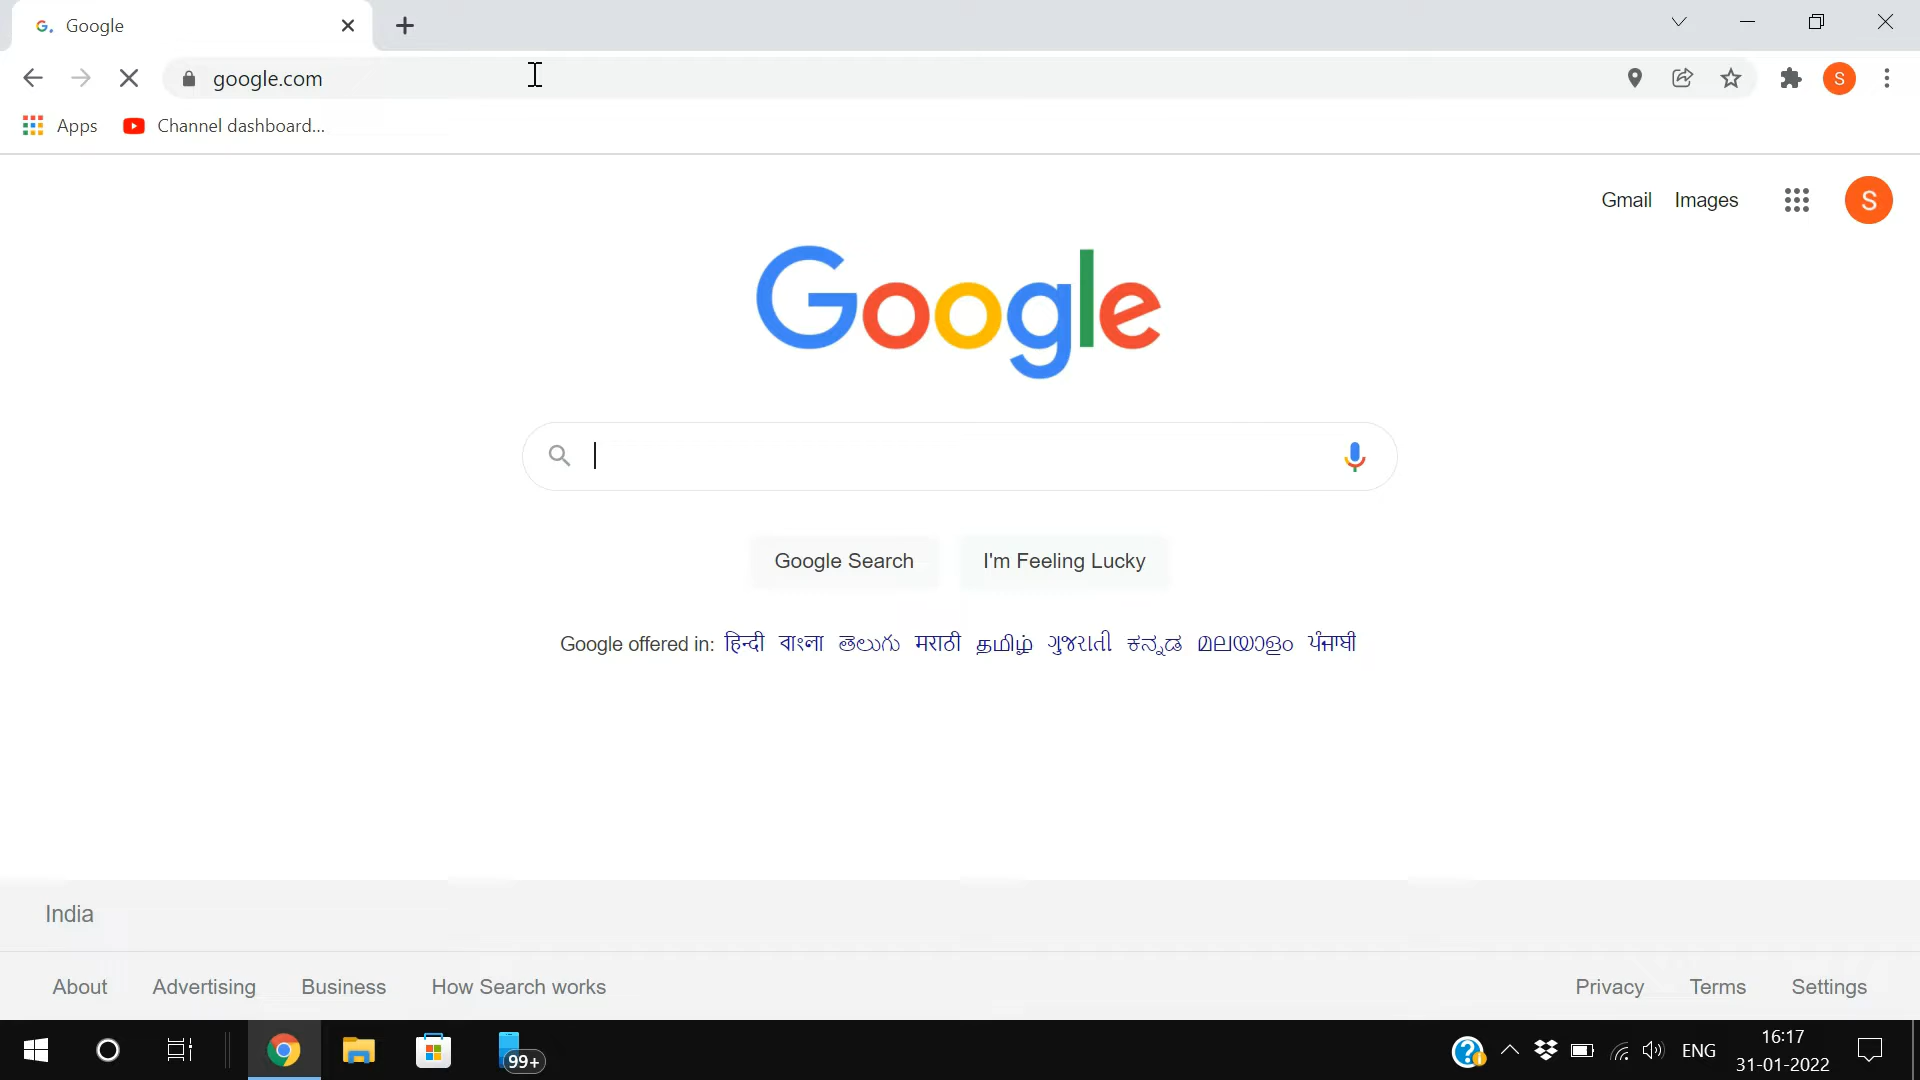 Google
google.com
Apps Channel dashboard...
Gmail Images S
S
Google
Google Search I'm Feeling Lucky
Google offered in: हिन्दी বাংলা తెలుగు मराठी தமிழ் ગુજરાતી ಕನ್ನಡ മലയാളം ਪੰਜਾਬੀ
India
About Advertising Business How Search works Privacy Terms Settings
99+ ENG 16:17
31-01-2022